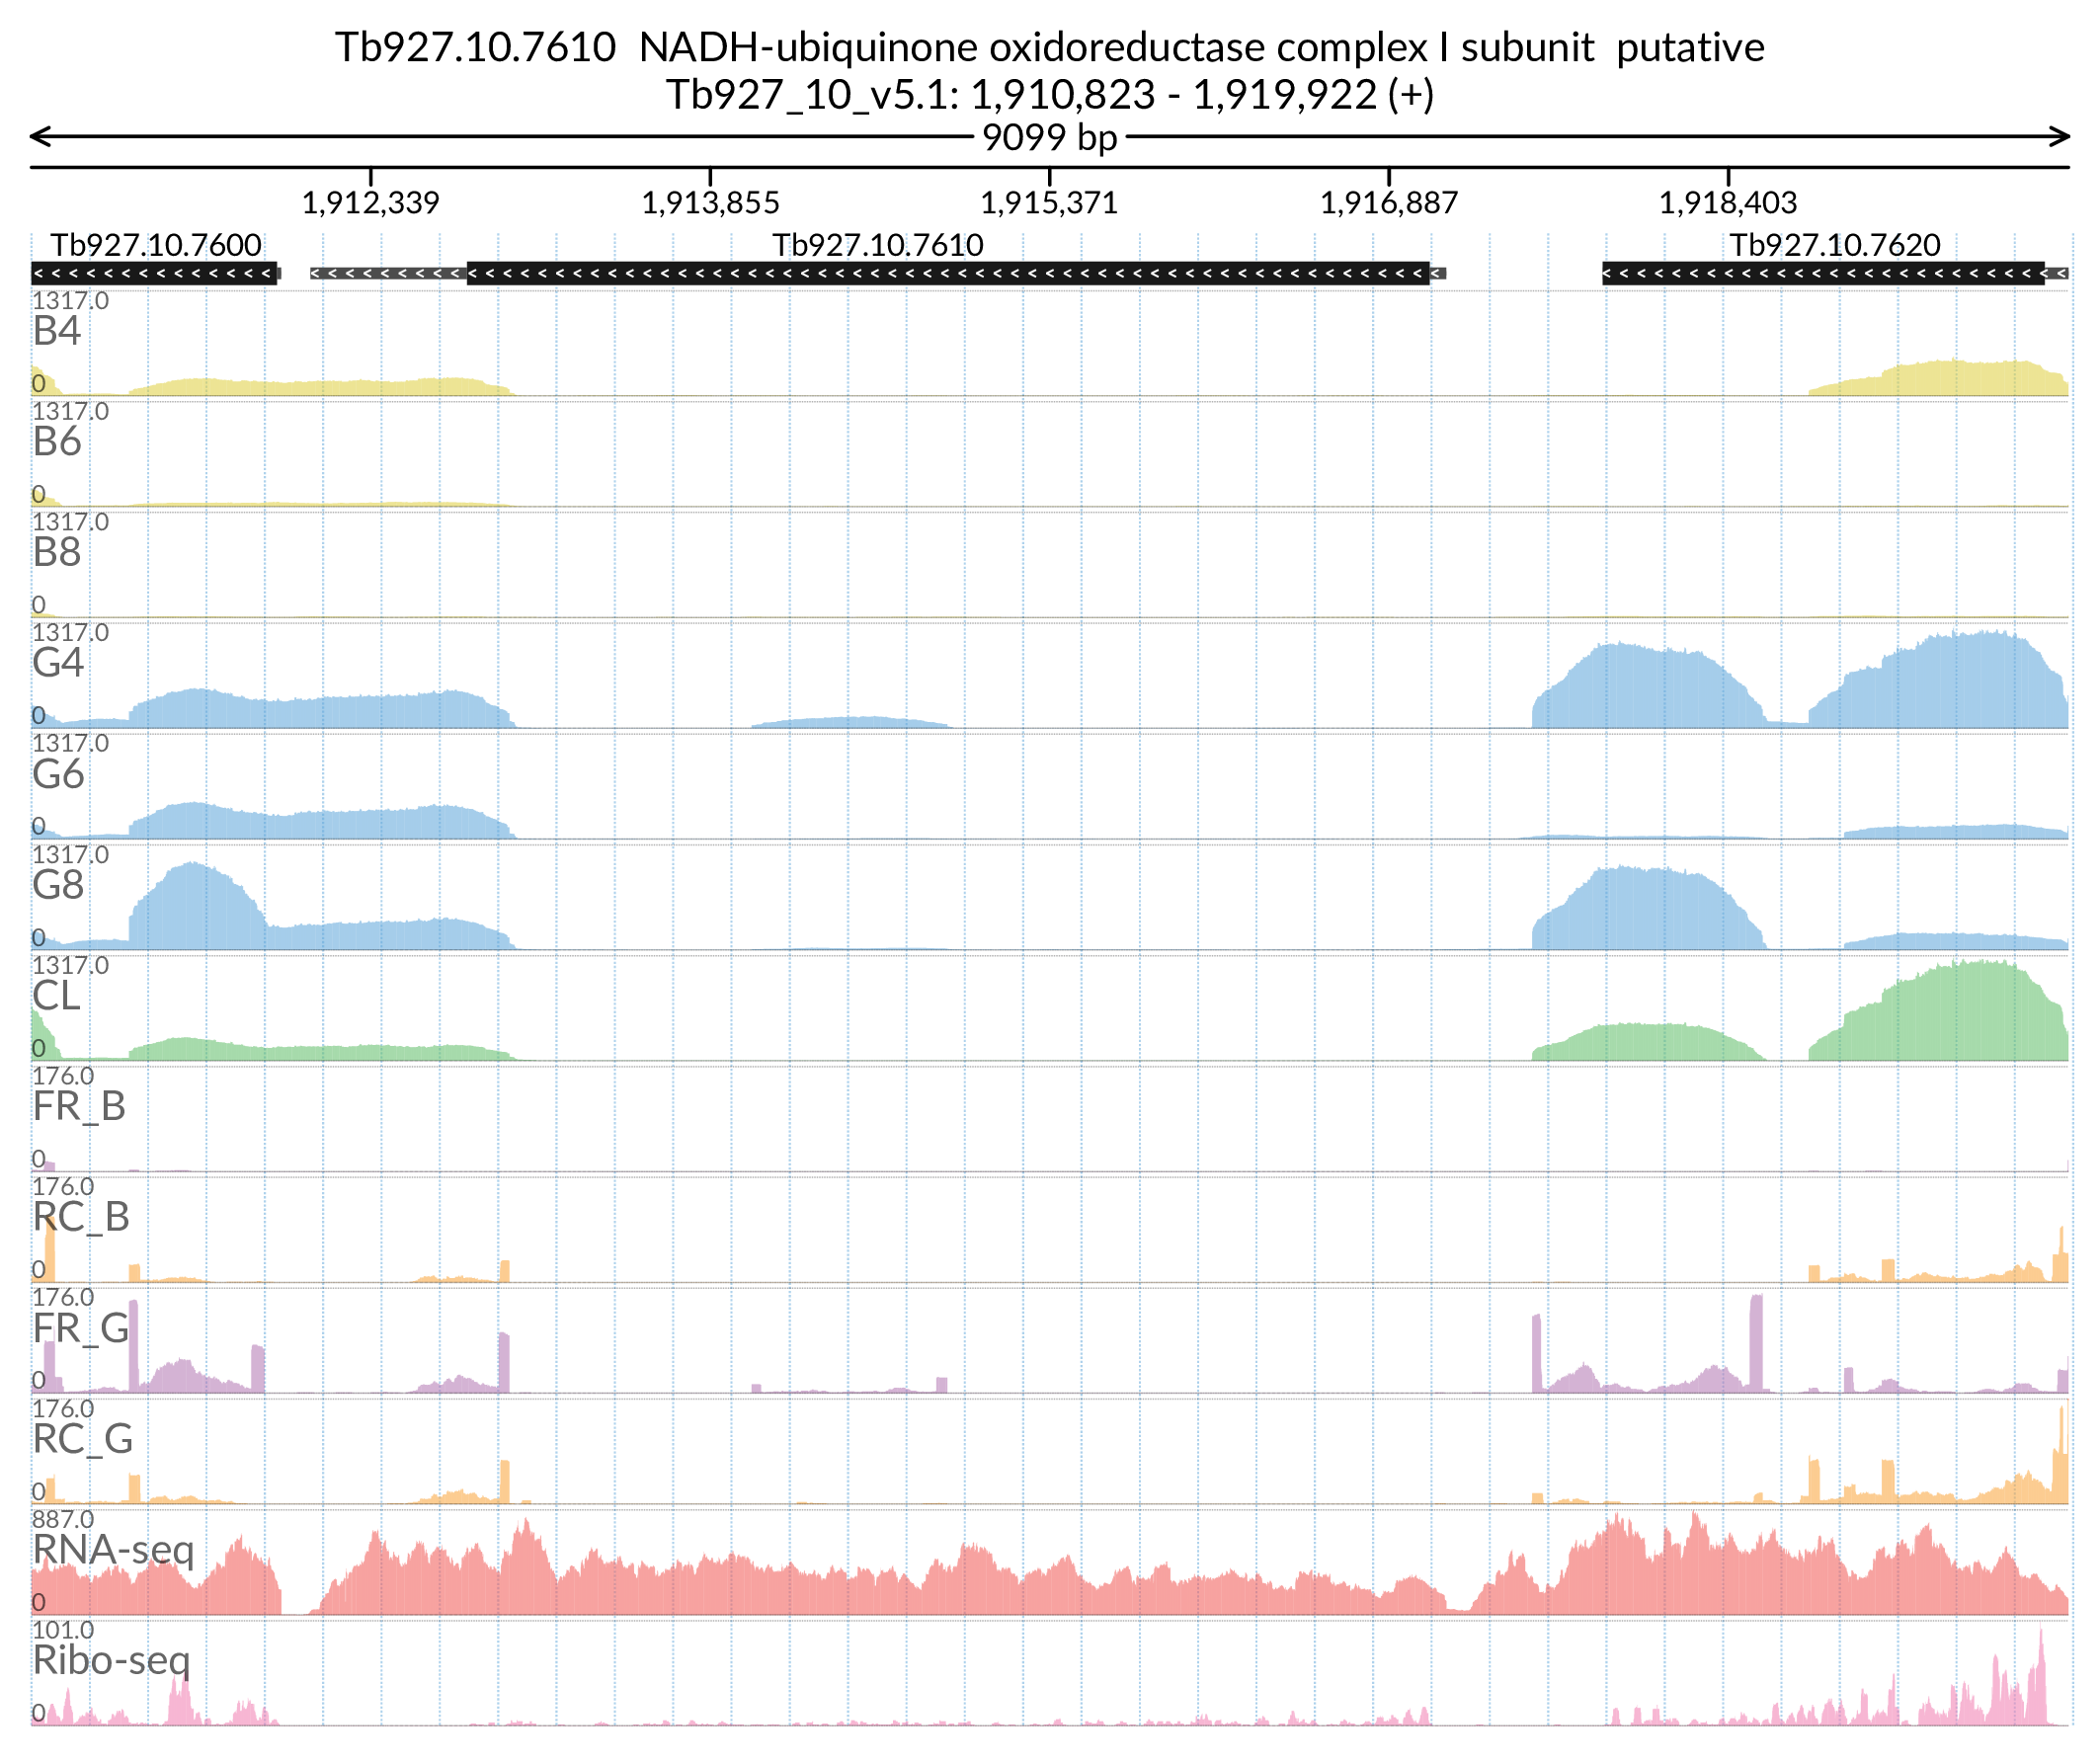 Tb927.10.7610  NADH-ubiquinone oxidoreductase complex I subunit  putative
Tb927_10_v5.1: 1,910,823 - 1,919,922 (+)
9099 bp
1,912,339 1,913,855 1,915,371 1,916,887 1,918,403
Tb927.10.7600 Tb927.10.7610 Tb927.10.7620
1317.0
B4
0
1317.0
B6
0
1317.0
B8
0
1317.0
G4
0
1317.0
G6
0
1317.0
G8
0
1317.0
CL
0
176.0
FR_B
0
176.0
RC_B
0
176.0
FR_G
0
176.0
RC_G
0
887.0
RNA-seq
0
101.0
Ribo-seq
0